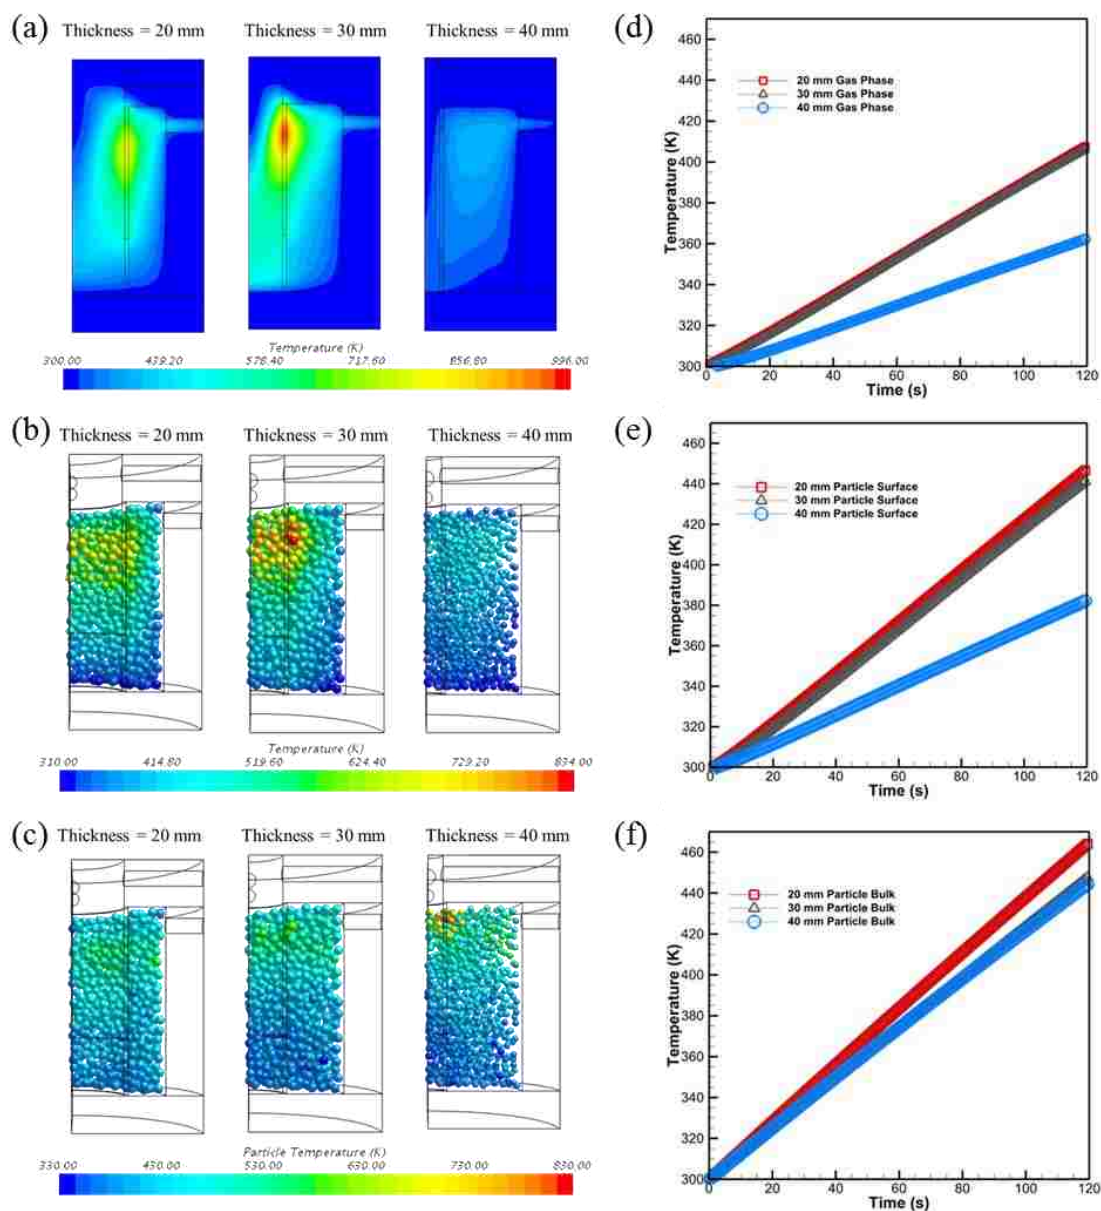 (a) Thickness = 20 mm Thickness = 30 mm Thickness = 40 mm
Temperature (K)
300.00 439.20 578.40 717.60 856.80 996.00
(b) Thickness = 20 mm Thickness = 30 mm Thickness = 40 mm
Temperature (K)
310.00 414.80 519.60 624.40 729.20 834.00
(c) Thickness = 20 mm Thickness = 30 mm Thickness = 40 mm
Particle Temperature (K)
330.00 430.00 530.00 630.00 730.00 830.00
(d)
460
440
420
400
380
360
340
320
300
Temperature (K)
20 mm Gas Phase
30 mm Gas Phase
40 mm Gas Phase
0 20 40 60 80 100 120
Time (s)
(e)
460
440
420
400
380
360
340
320
300
Temperature (K)
20 mm Particle Surface
30 mm Particle Surface
40 mm Particle Surface
0 20 40 60 80 100 120
Time (s)
(f)
460
440
420
400
380
360
340
320
300
Temperature (K)
20 mm Particle Bulk
30 mm Particle Bulk
40 mm Particle Bulk
0 20 40 60 80 100 120
Time (s)